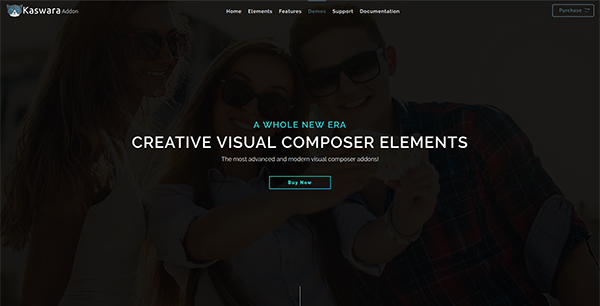 Kaswara Addon
Home Elements Features Demos Support Documentation
Purchase
A WHOLE NEW ERA
CREATIVE VISUAL COMPOSER ELEMENTS
The most advanced and modern visual composer addons!
Buy Now